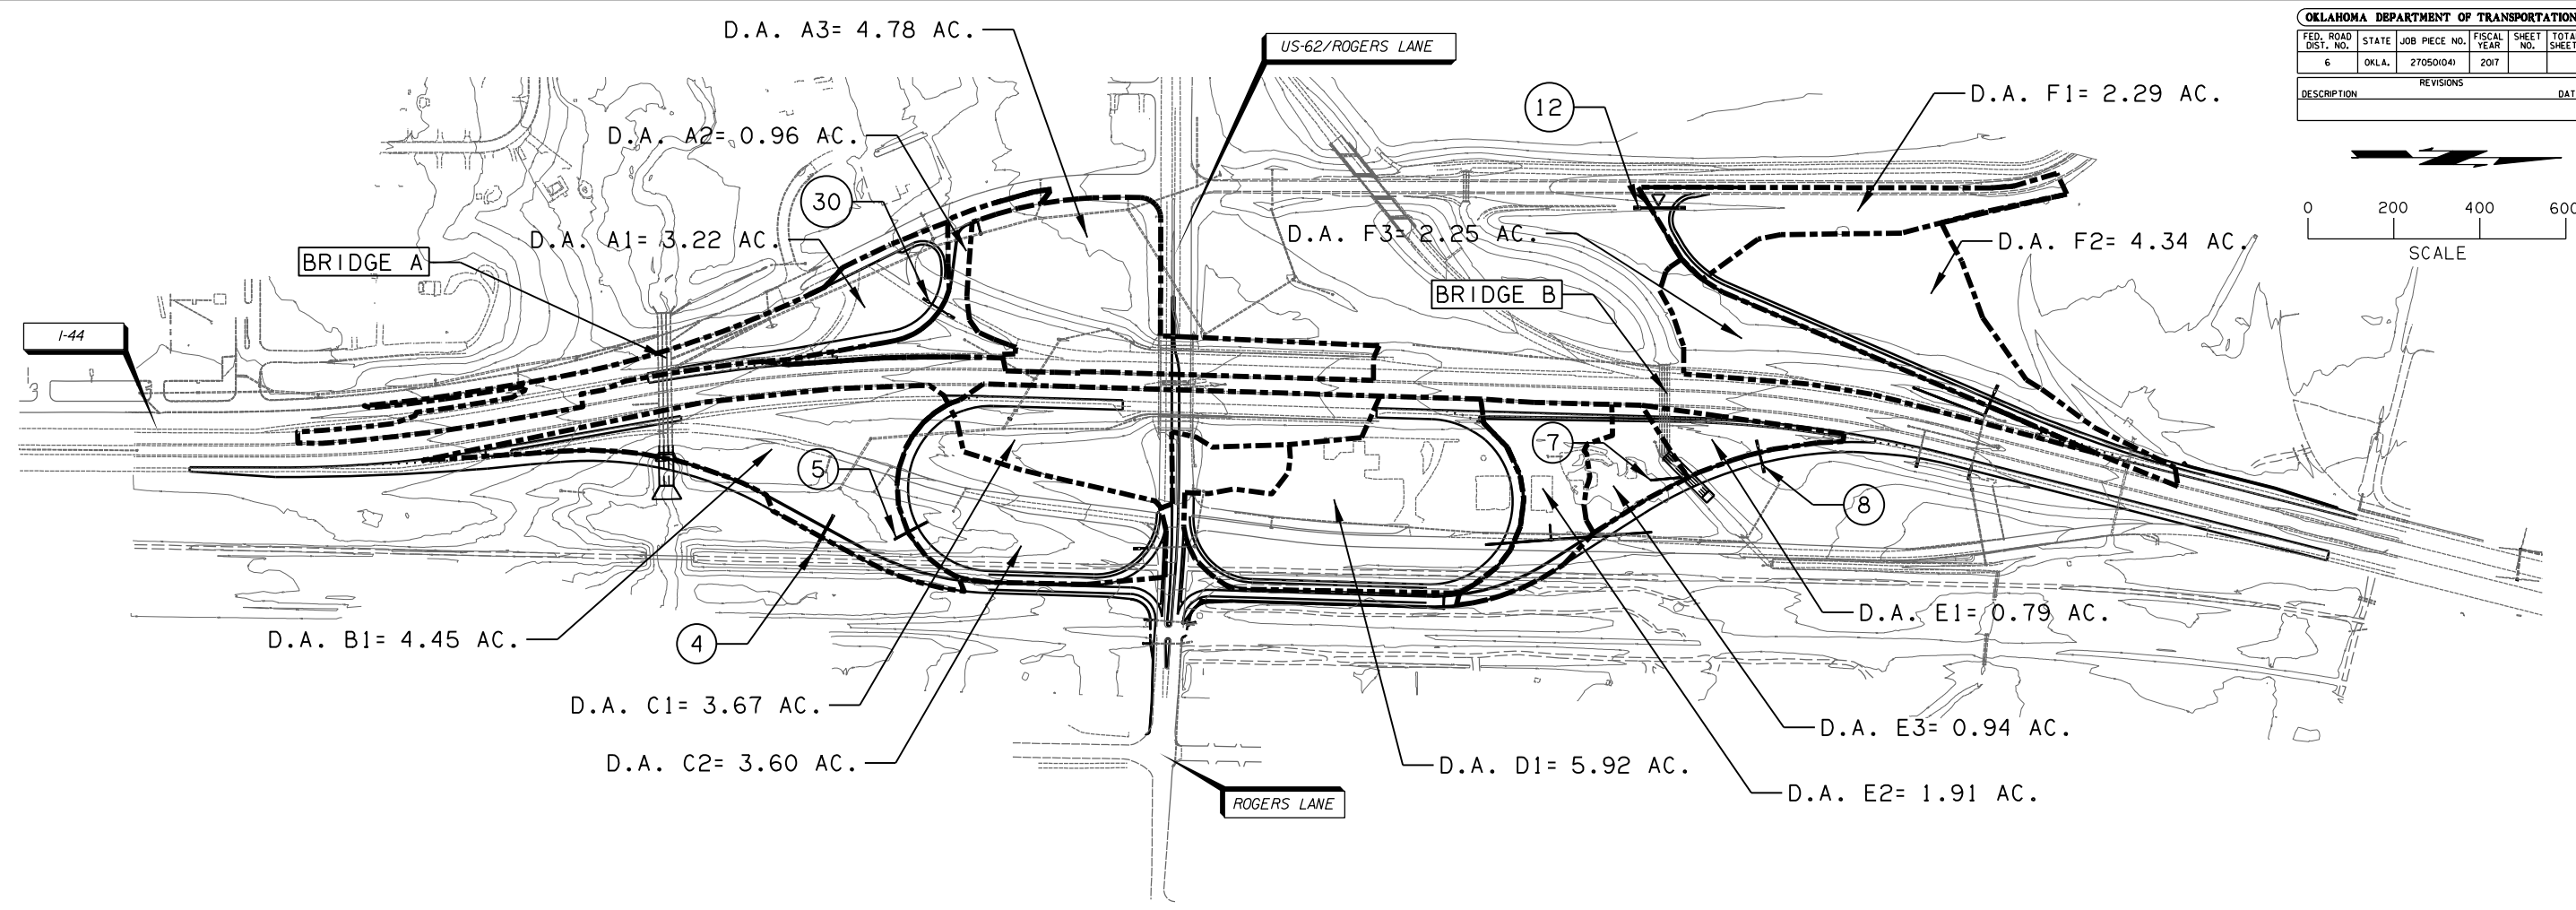 OKLAHOMA DEPARTMENT OF TRANSPORTATION
FED. ROAD DIST. NO. STATE JOB PIECE NO. FISCAL YEAR SHEET NO.
6 OKLA. 27050(04) 2017
REVISIONS
DESCRIPTION
0 200 400 600
SCALE
D.A. A3= 4.78 AC.
US-62/ROGERS LANE
12
D.A. F1= 2.29 AC.
D.A. A2= 0.96 AC.
30
D.A. A1= 3.22 AC.
D.A. F3= 2.25 AC.
D.A. F2= 4.34 AC.
BRIDGE A
BRIDGE B
I-44
5
7
8
D.A. B1= 4.45 AC.
4
D.A. E1= 0.79 AC.
D.A. C1= 3.67 AC.
D.A. E3= 0.94 AC.
D.A. C2= 3.60 AC.
D.A. D1= 5.92 AC.
D.A. E2= 1.91 AC.
ROGERS LANE